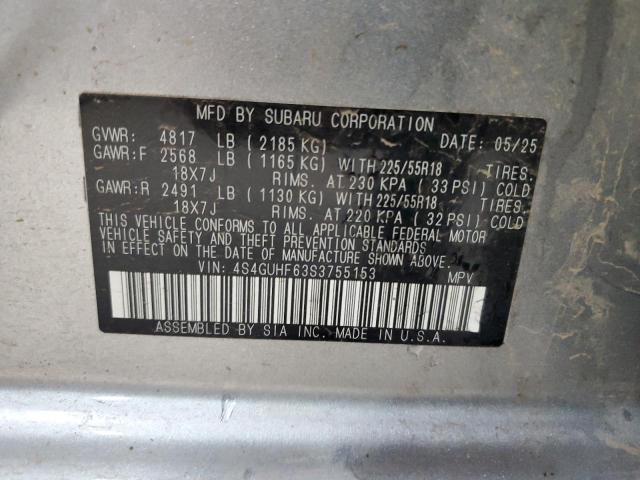 MFD BY SUBARU CORPORATION
GVWR: 4817 LB ( 2185 KG) DATE: 05/25
GAWR:F 2568 LB ( 1165 KG) WITH 225/55R18 TIRES.
18X7J RIMS. AT 230 KPA ( 33 PSI) COLD
GAWR:R 2491 LB ( 1130 KG) WITH 225/55R18 TIRES.
18X7J RIMS. AT 220 KPA ( 32 PSI) COLD
THIS VEHICLE CONFORMS TO ALL APPLICABLE FEDERAL MOTOR
VEHICLE SAFETY AND THEFT PREVENTION STANDARDS
IN EFFECT ON THE DATE OF MANUFACTURE SHOWN ABOVE.
VIN: 4S4GUHF63S3755153 MPV
ASSEMBLED BY SIA INC. MADE IN U.S.A.